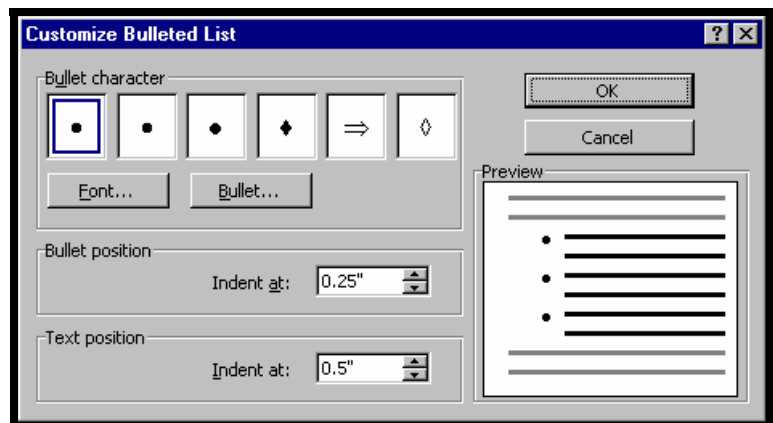 Customize Bulleted List
Bullet character
OK
Cancel
Font...
Bullet...
Preview
Bullet position
Indent at: 0.25"
Text position
Indent at: 0.5"